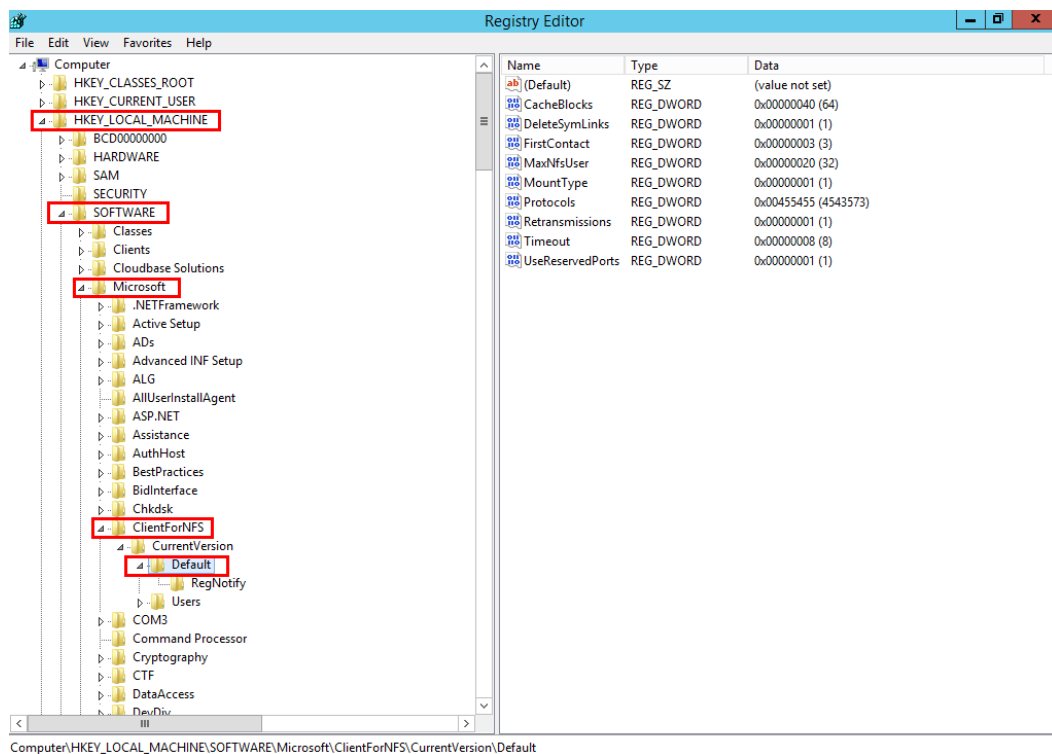 Registry Editor
File Edit View Favorites Help
Computer
HKEY_CLASSES_ROOT
HKEY_CURRENT_USER
HKEY_LOCAL_MACHINE
BCD00000000
HARDWARE
SAM
SECURITY
SOFTWARE
Classes
Clients
Cloudbase Solutions
Microsoft
.NETFramework
Active Setup
ADs
Advanced INF Setup
ALG
AllUserInstallAgent
ASP.NET
Assistance
AuthHost
BestPractices
BidInterface
Chkdsk
ClientForNFS
CurrentVersion
Default
RegNotify
Users
COM3
Command Processor
Cryptography
CTF
DataAccess
DevDiv
Name Type Data
(Default) REG_SZ (value not set)
CacheBlocks REG_DWORD 0x00000040 (64)
DeleteSymLinks REG_DWORD 0x00000001 (1)
FirstContact REG_DWORD 0x00000003 (3)
MaxNfsUser REG_DWORD 0x00000020 (32)
MountType REG_DWORD 0x00000001 (1)
Protocols REG_DWORD 0x00455455 (4543573)
Retransmissions REG_DWORD 0x00000001 (1)
Timeout REG_DWORD 0x00000008 (8)
UseReservedPorts REG_DWORD 0x00000001 (1)
Computer\HKEY_LOCAL_MACHINE\SOFTWARE\Microsoft\ClientForNFS\CurrentVersion\Default